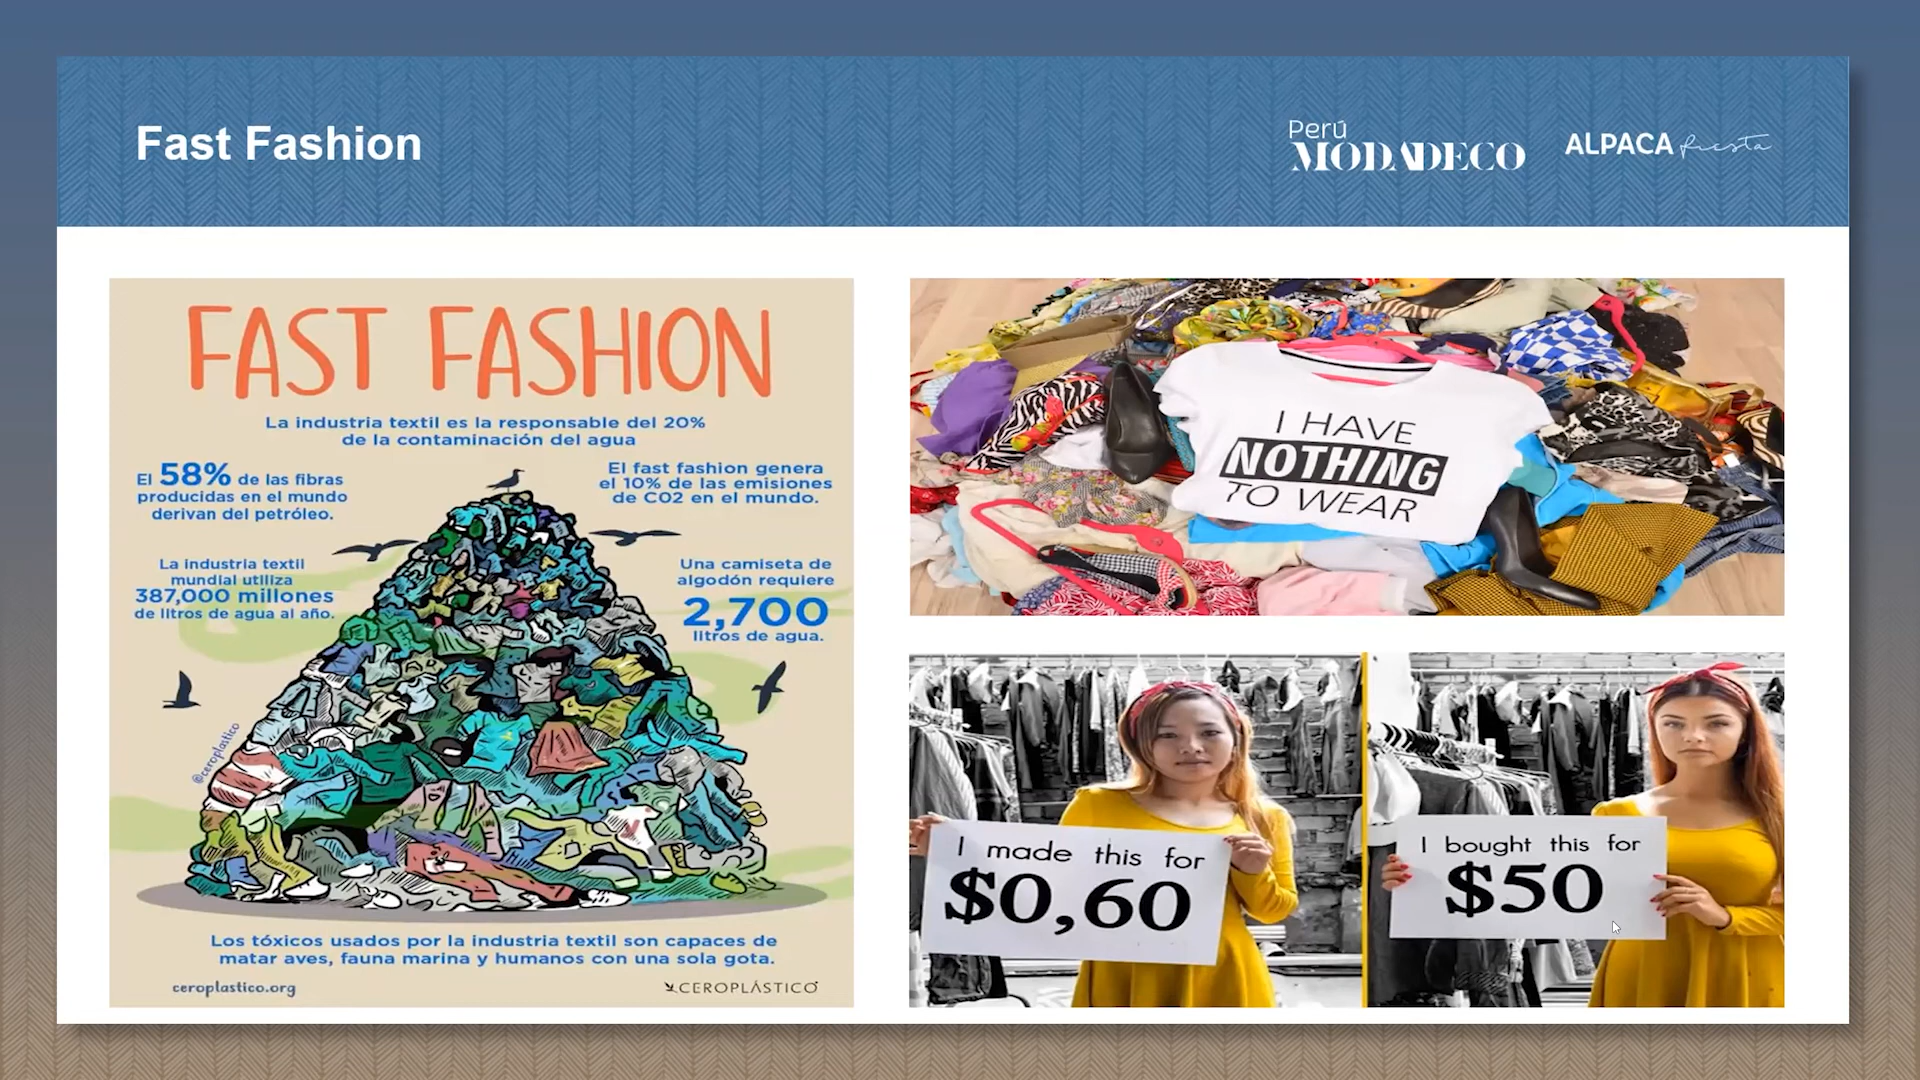 Fast Fashion
Perú
MODADECO
ALPACA fiesta
FAST FASHION
La industria textil es la responsable del 20%
de la contaminación del agua
El 58% de las fibras
producidas en el mundo
derivan del petróleo.
El fast fashion genera
el 10% de las emisiones
de CO2 en el mundo.
La industria textil
mundial utiliza
387,000 millones
de litros de agua al año.
Una camiseta de
algodón requiere
2,700
litros de agua.
@ceroplastico
Los tóxicos usados por la industria textil son capaces de
matar aves, fauna marina y humanos con una sola gota.
ceroplastico.org
CEROPLÁSTICO
I HAVE
NOTHING
TO WEAR
I made this for
$0,60
I bought this for
$50